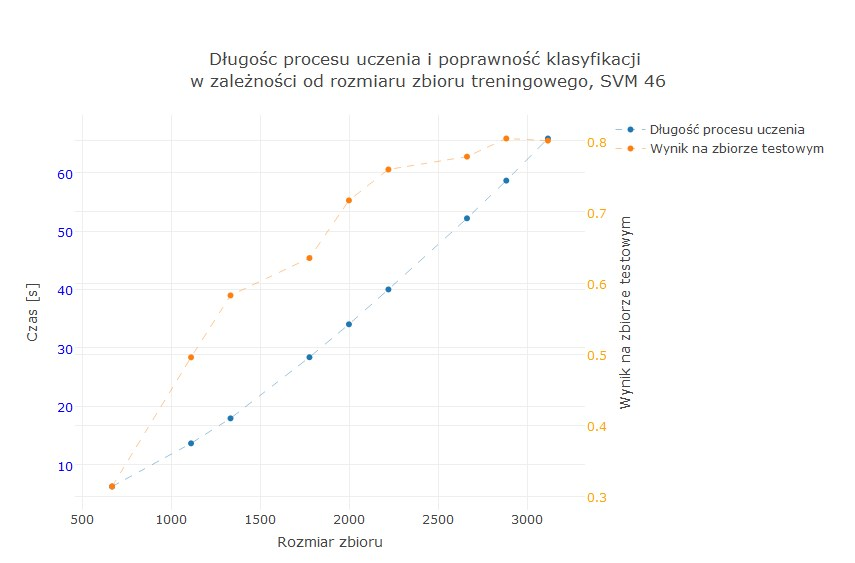 Długośc procesu uczenia i poprawność klasyfikacji
w zależności od rozmiaru zbioru treningowego, SVM 46
Długość procesu uczenia
Wynik na zbiorze testowym
Czas [s]
60
50
40
30
20
10
0.8
0.7
0.6
0.5
0.4
0.3
Wynik na zbiorze testowym
500 1000 1500 2000 2500 3000
Rozmiar zbioru